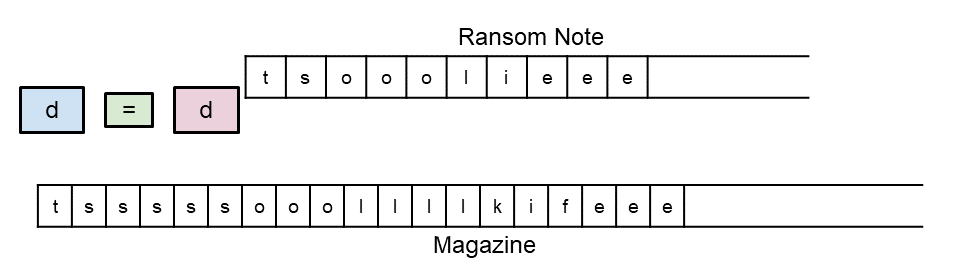 Ransom Note
t s o o o l i e e e
d = d
t s s s s s o o o l l l l k i f e e e
Magazine